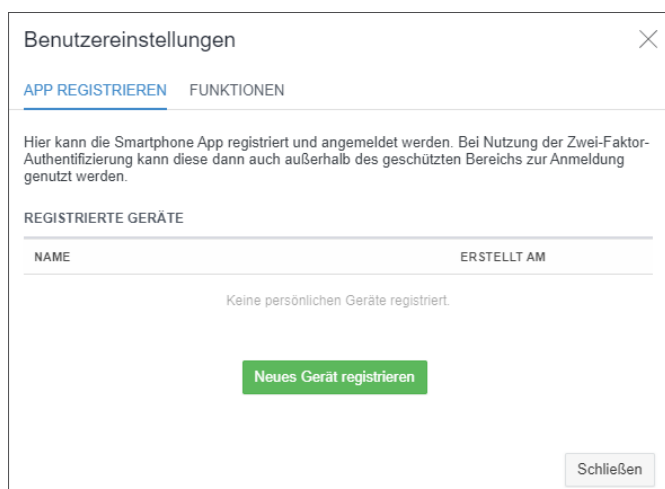 Benutzereinstellungen
APP REGISTRIEREN FUNKTIONEN
Hier kann die Smartphone App registriert und angemeldet werden. Bei Nutzung der Zwei-Faktor-
Authentifizierung kann diese dann auch außerhalb des geschützten Bereichs zur Anmeldung
genutzt werden.
REGISTRIERTE GERÄTE
NAME ERSTELLT AM
Keine persönlichen Geräte registriert.
Neues Gerät registrieren
Schließen